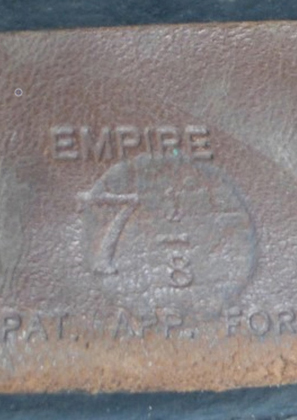 EMPIRE
7 1/8
PAT. APP. FOR